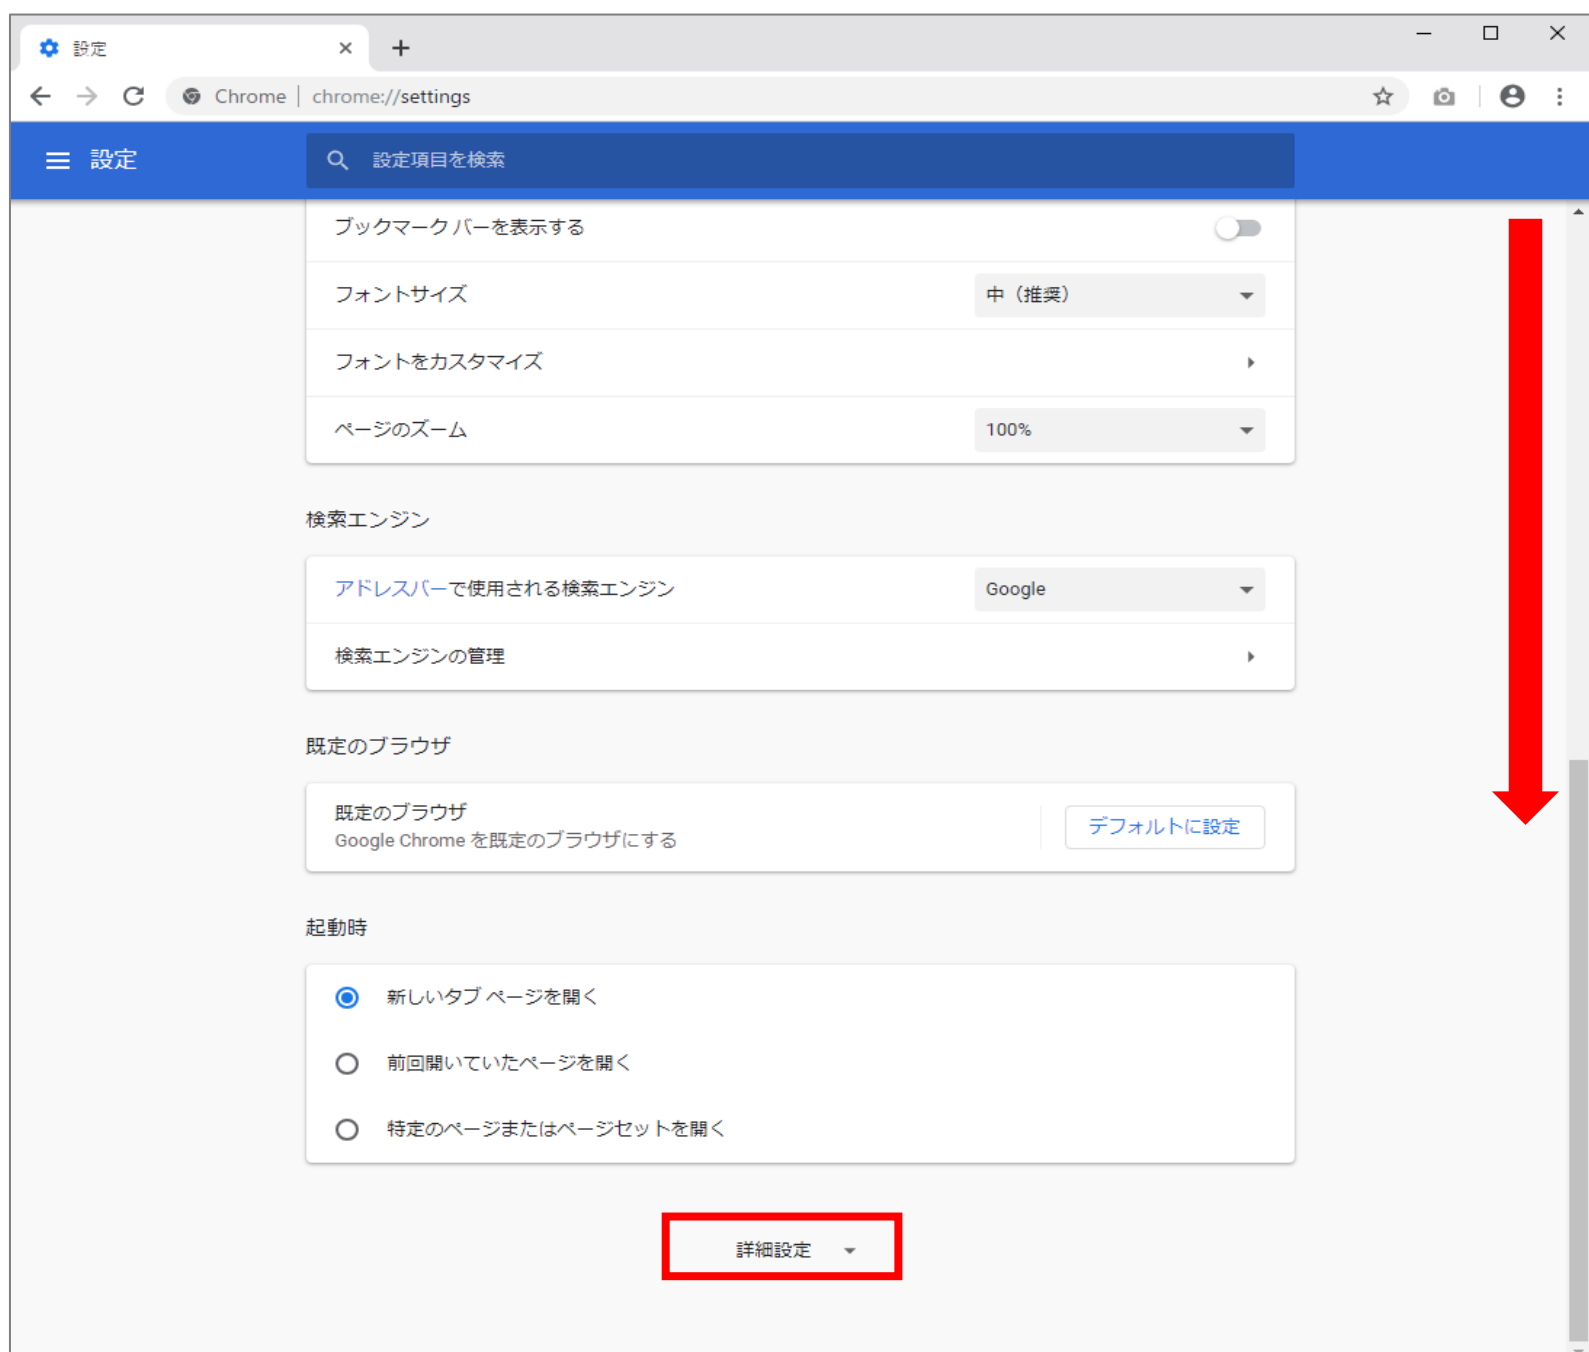 設定
Chrome | chrome://settings
設定
設定項目を検索
ブックマーク バーを表示する
フォントサイズ
中（推奨）
フォントをカスタマイズ
ページのズーム
100%
検索エンジン
アドレスバーで使用される検索エンジン
Google
検索エンジンの管理
既定のブラウザ
既定のブラウザ
Google Chrome を既定のブラウザにする
デフォルトに設定
起動時
新しいタブ ページを開く
前回開いていたページを開く
特定のページまたはページセットを開く
詳細設定